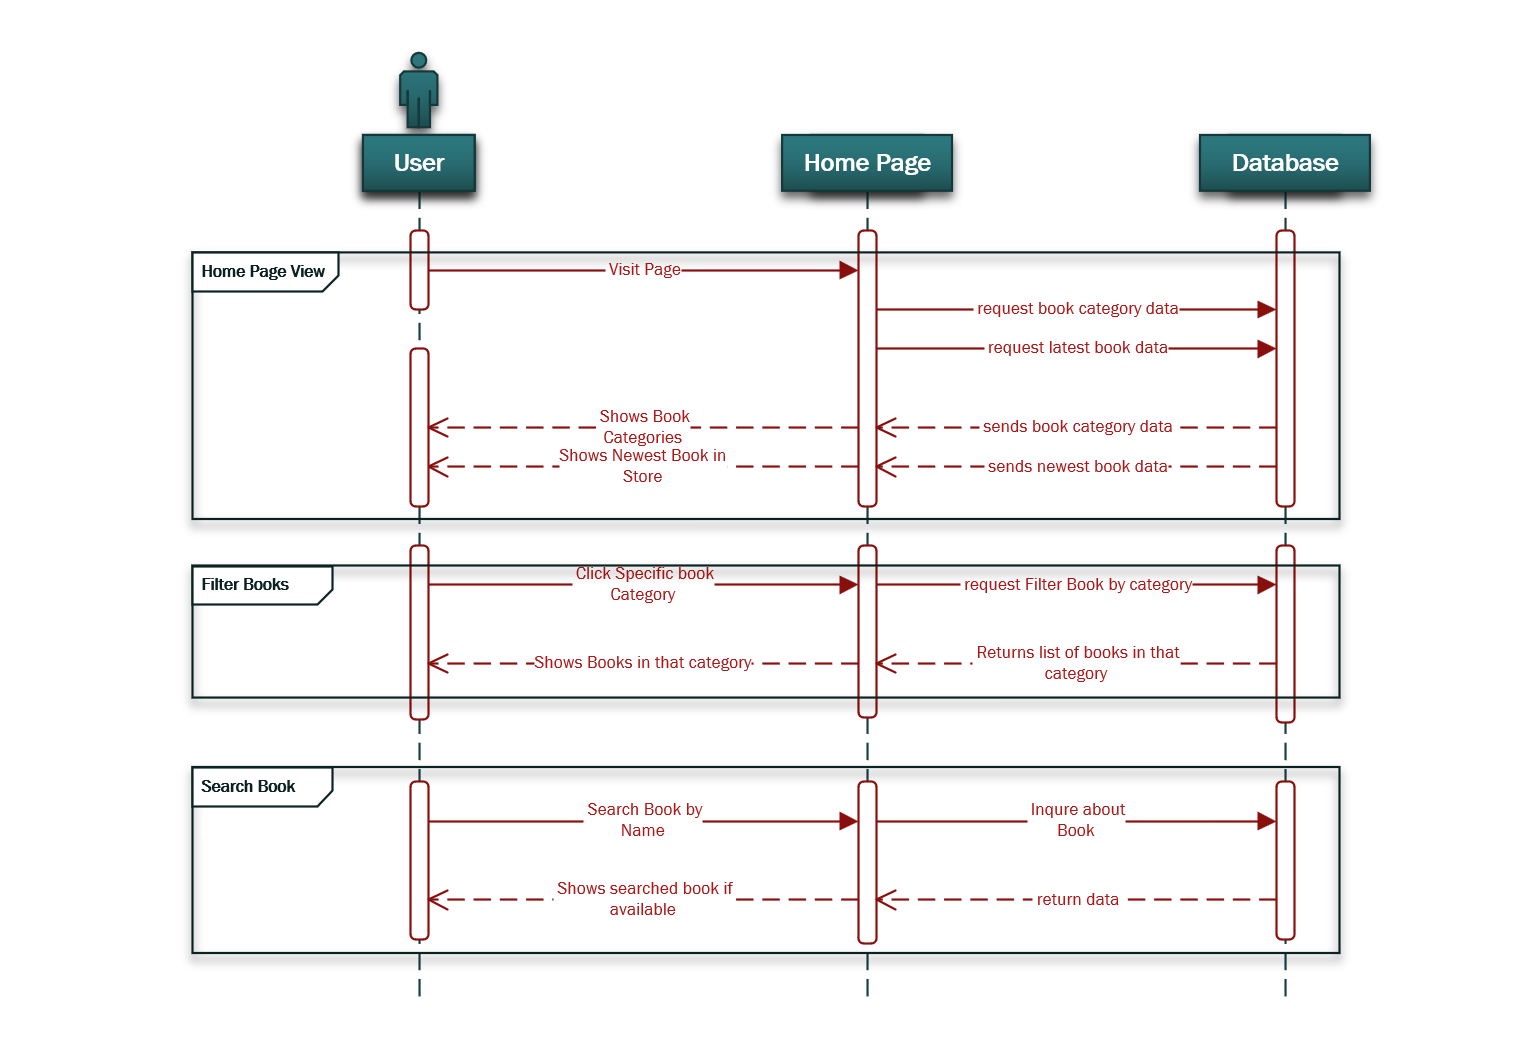 User
Home Page
Database
Home Page View
Visit Page
request book category data
request latest book data
Shows Book
Categories
sends book category data
Shows Newest Book in
Store
sends newest book data
Filter Books
Click Specific book
Category
request Filter Book by category
Shows Books in that category
Returns list of books in that
category
Search Book
Search Book by
Name
Inqure about
Book
Shows searched book if
available
return data